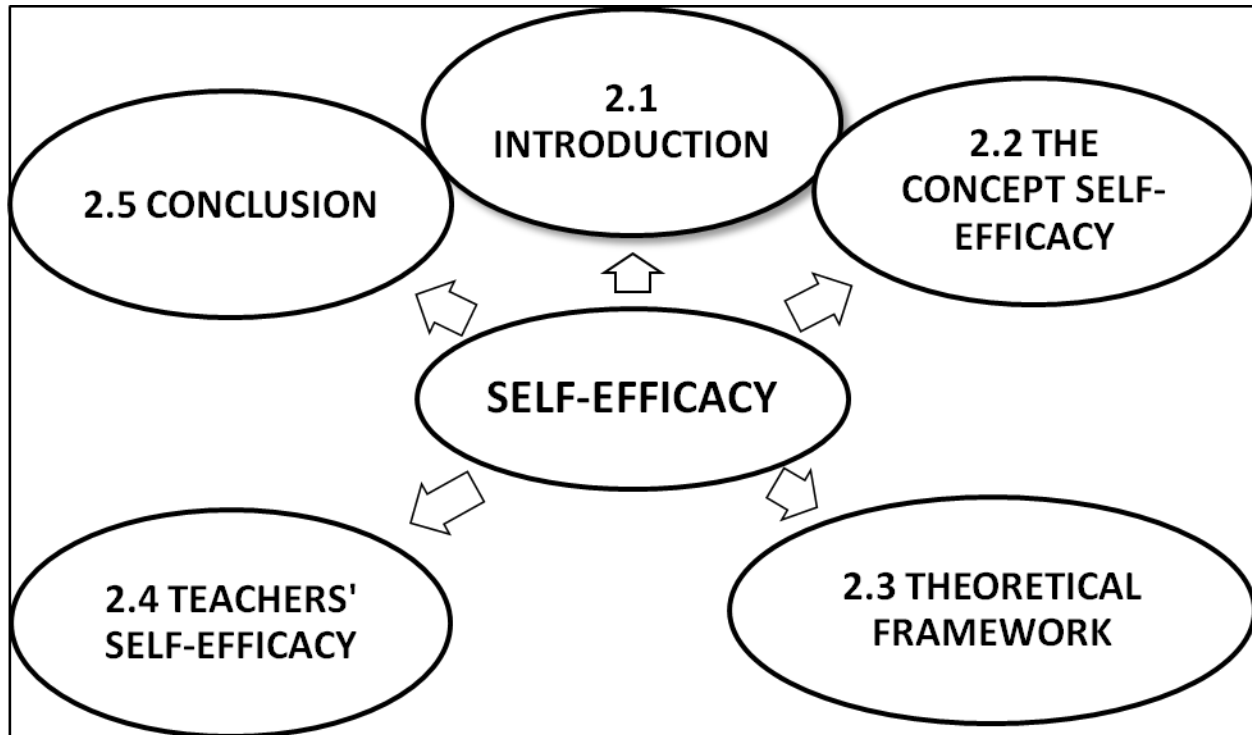 2.1
INTRODUCTION
2.2 THE
CONCEPT SELF-
EFFICACY
2.5 CONCLUSION
SELF-EFFICACY
2.4 TEACHERS'
SELF-EFFICACY
2.3 THEORETICAL
FRAMEWORK